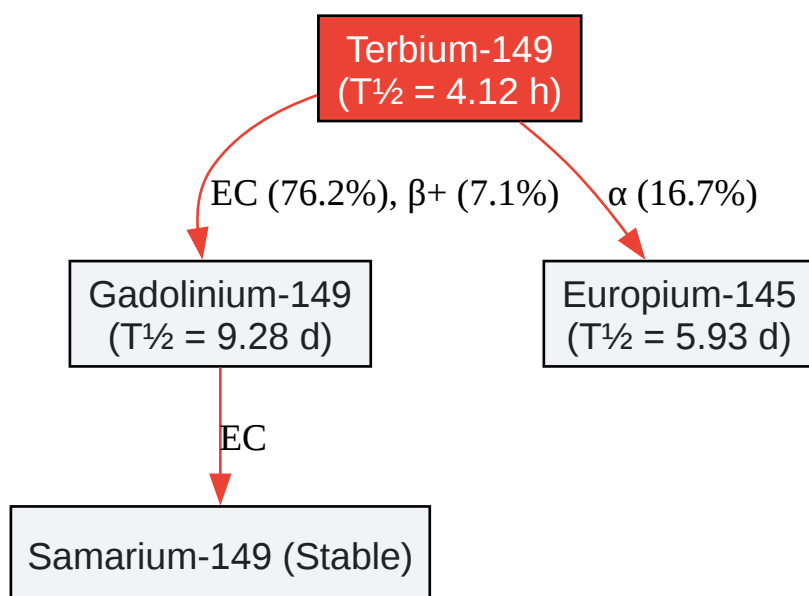 Terbium-149
(T½ = 4.12 h)
EC (76.2%), β+ (7.1%)
α (16.7%)
Gadolinium-149
(T½ = 9.28 d)
Europium-145
(T½ = 5.93 d)
EC
Samarium-149 (Stable)